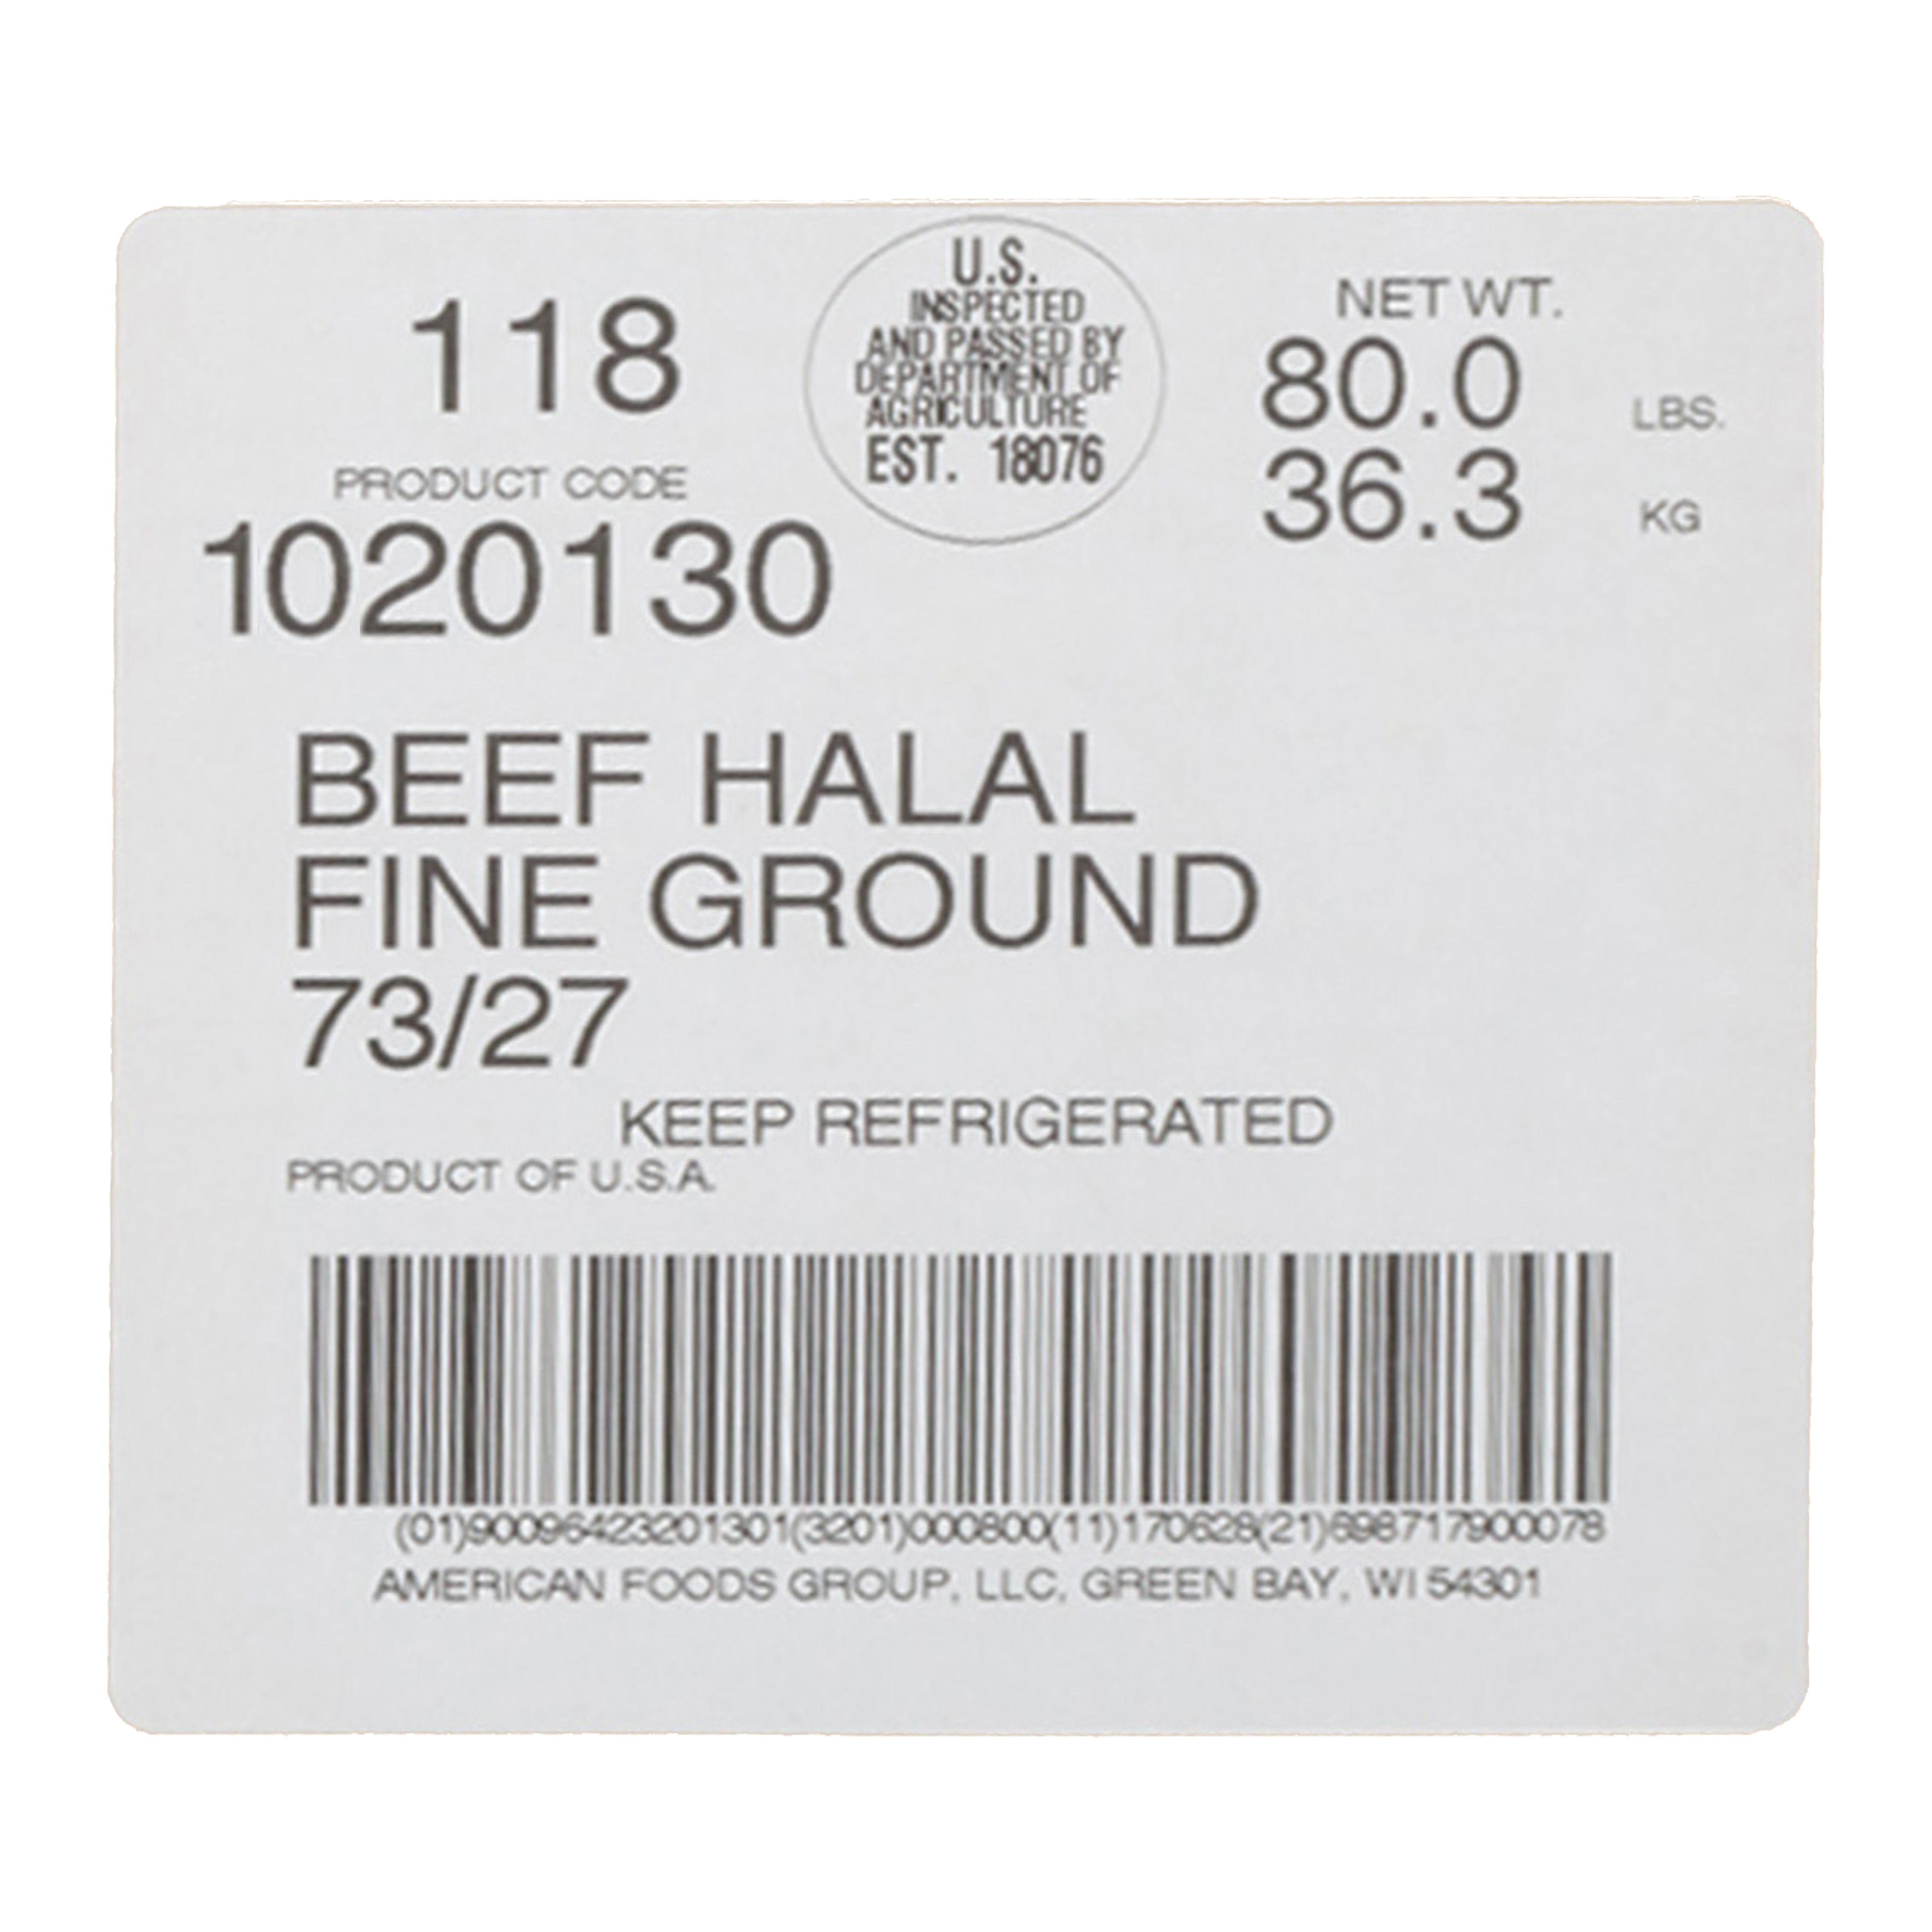 118
PRODUCT CODE
1020130
U.S.
INSPECTED
AND PASSED BY
DEPARTMENT OF
AGRICULTURE
EST. 18076
NET WT.
80.0 LBS.
36.3 KG
BEEF HALAL
FINE GROUND
73/27
KEEP REFRIGERATED
PRODUCT OF U.S.A.
(01)90096423201301(3201)000800(11)170628(21)698717900078
AMERICAN FOODS GROUP, LLC, GREEN BAY, WI 54301